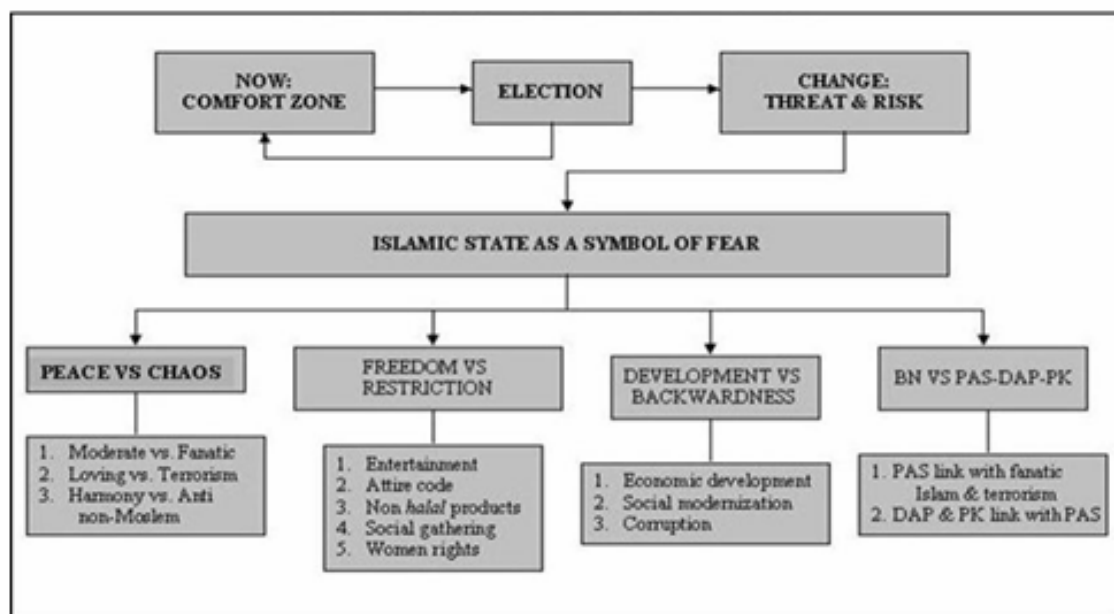 NOW:
COMFORT ZONE
ELECTION
CHANGE:
THREAT & RISK
ISLAMIC STATE AS A SYMBOL OF FEAR
PEACE VS CHAOS
1. Moderate vs. Fanatic
2. Loving vs. Terrorism
3. Harmony vs. Anti
non-Moslem
FREEDOM VS
RESTRICTION
1. Entertainment
2. Attire code
3. Non halal products
4. Social gathering
5. Women rights
DEVELOPMENT VS
BACKWARDNESS
1. Economic development
2. Social modernization
3. Corruption
BN VS PAS-DAP-PK
1. PAS link with fanatic
Islam & terrorism
2. DAP & PK link with PAS